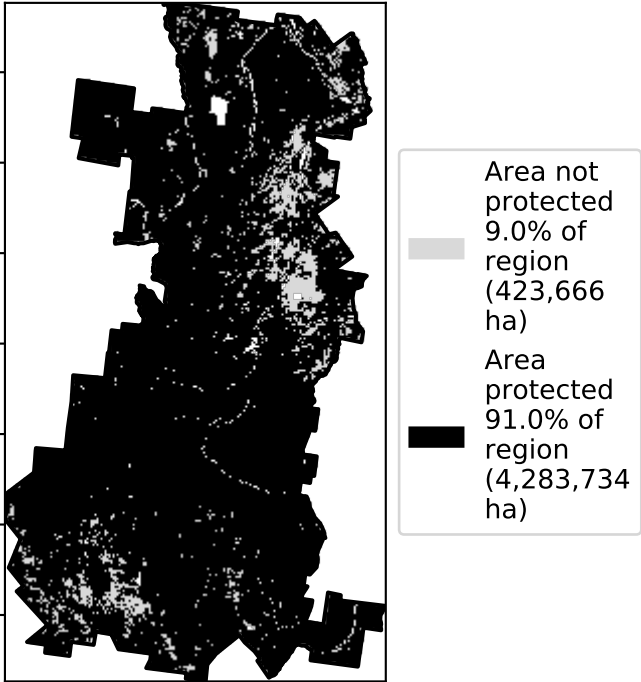 Area not
protected
9.0% of
region
(423,666
ha)
Area
protected
91.0% of
region
(4,283,734
ha)